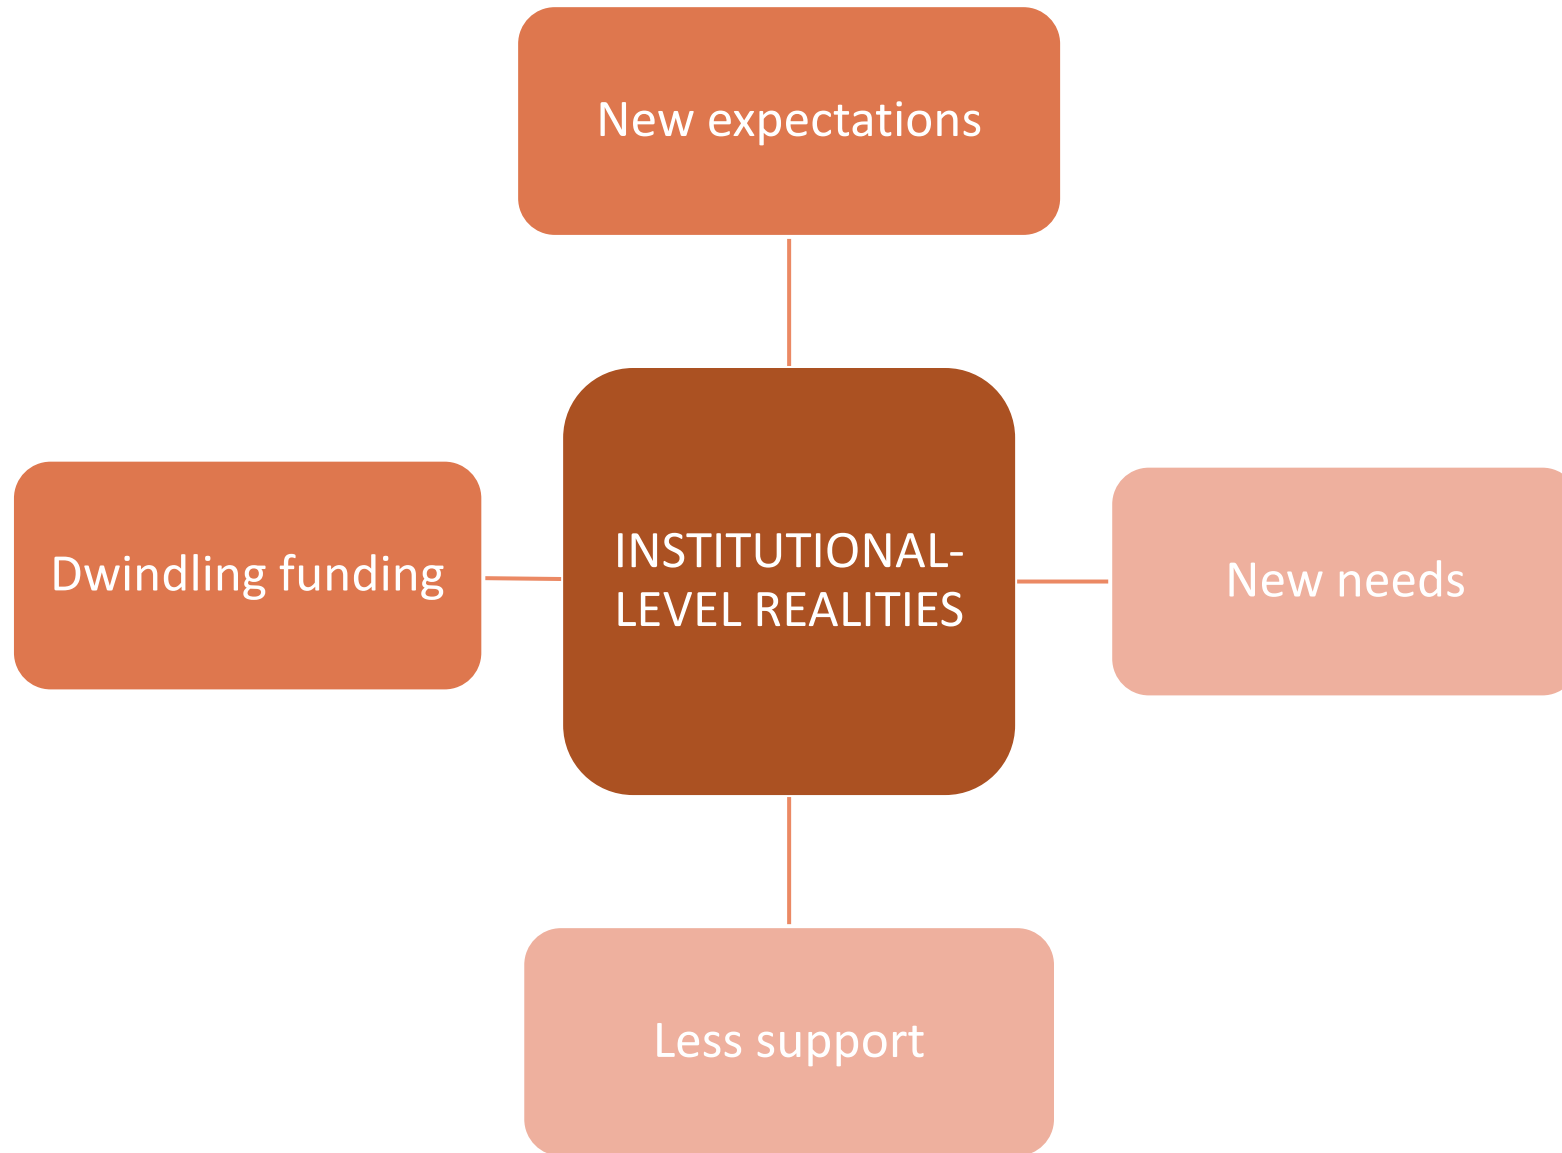 New expectations
Dwindling funding
INSTITUTIONAL-
LEVEL REALITIES
New needs
Less support